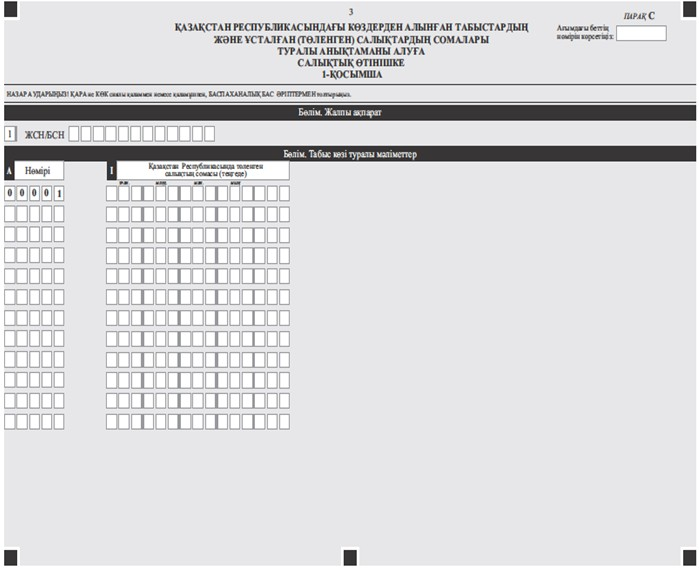 3
ПАРАҚ C
Ағымдағы беттің
нөмірін көрсетіңіз:
ҚАЗАҚСТАН РЕСПУБЛИКАСЫНДАҒЫ КӨЗДЕРДЕН АЛЫНҒАН ТАБЫСТАРДЫҢ
ЖӘНЕ ҰСТАЛҒАН (ТӨЛЕНГЕН) САЛЫҚТАРДЫҢ СОМАЛАРЫ
ТУРАЛЫ АНЫҚТАМАНЫ АЛУҒА
САЛЫҚТЫҚ ӨТІНІШКЕ
1-ҚОСЫМША
НАЗАР АУДАРЫҢЫЗ! ҚАРА не КӨК сиялы қаламмен немесе қаламұшпен, БАСПАХАНАЛЫҚ БАС ӘРІПТЕРМЕН толтырыңыз.
Бөлім. Жалпы ақпарат
1 ЖСН/БСН
Бөлім. Табыс көзі туралы мәліметтер
A Нөмірі
I Қазақстан Республикасында төленген
салықтың сомасы (теңгеде)
0 0 0 0 1